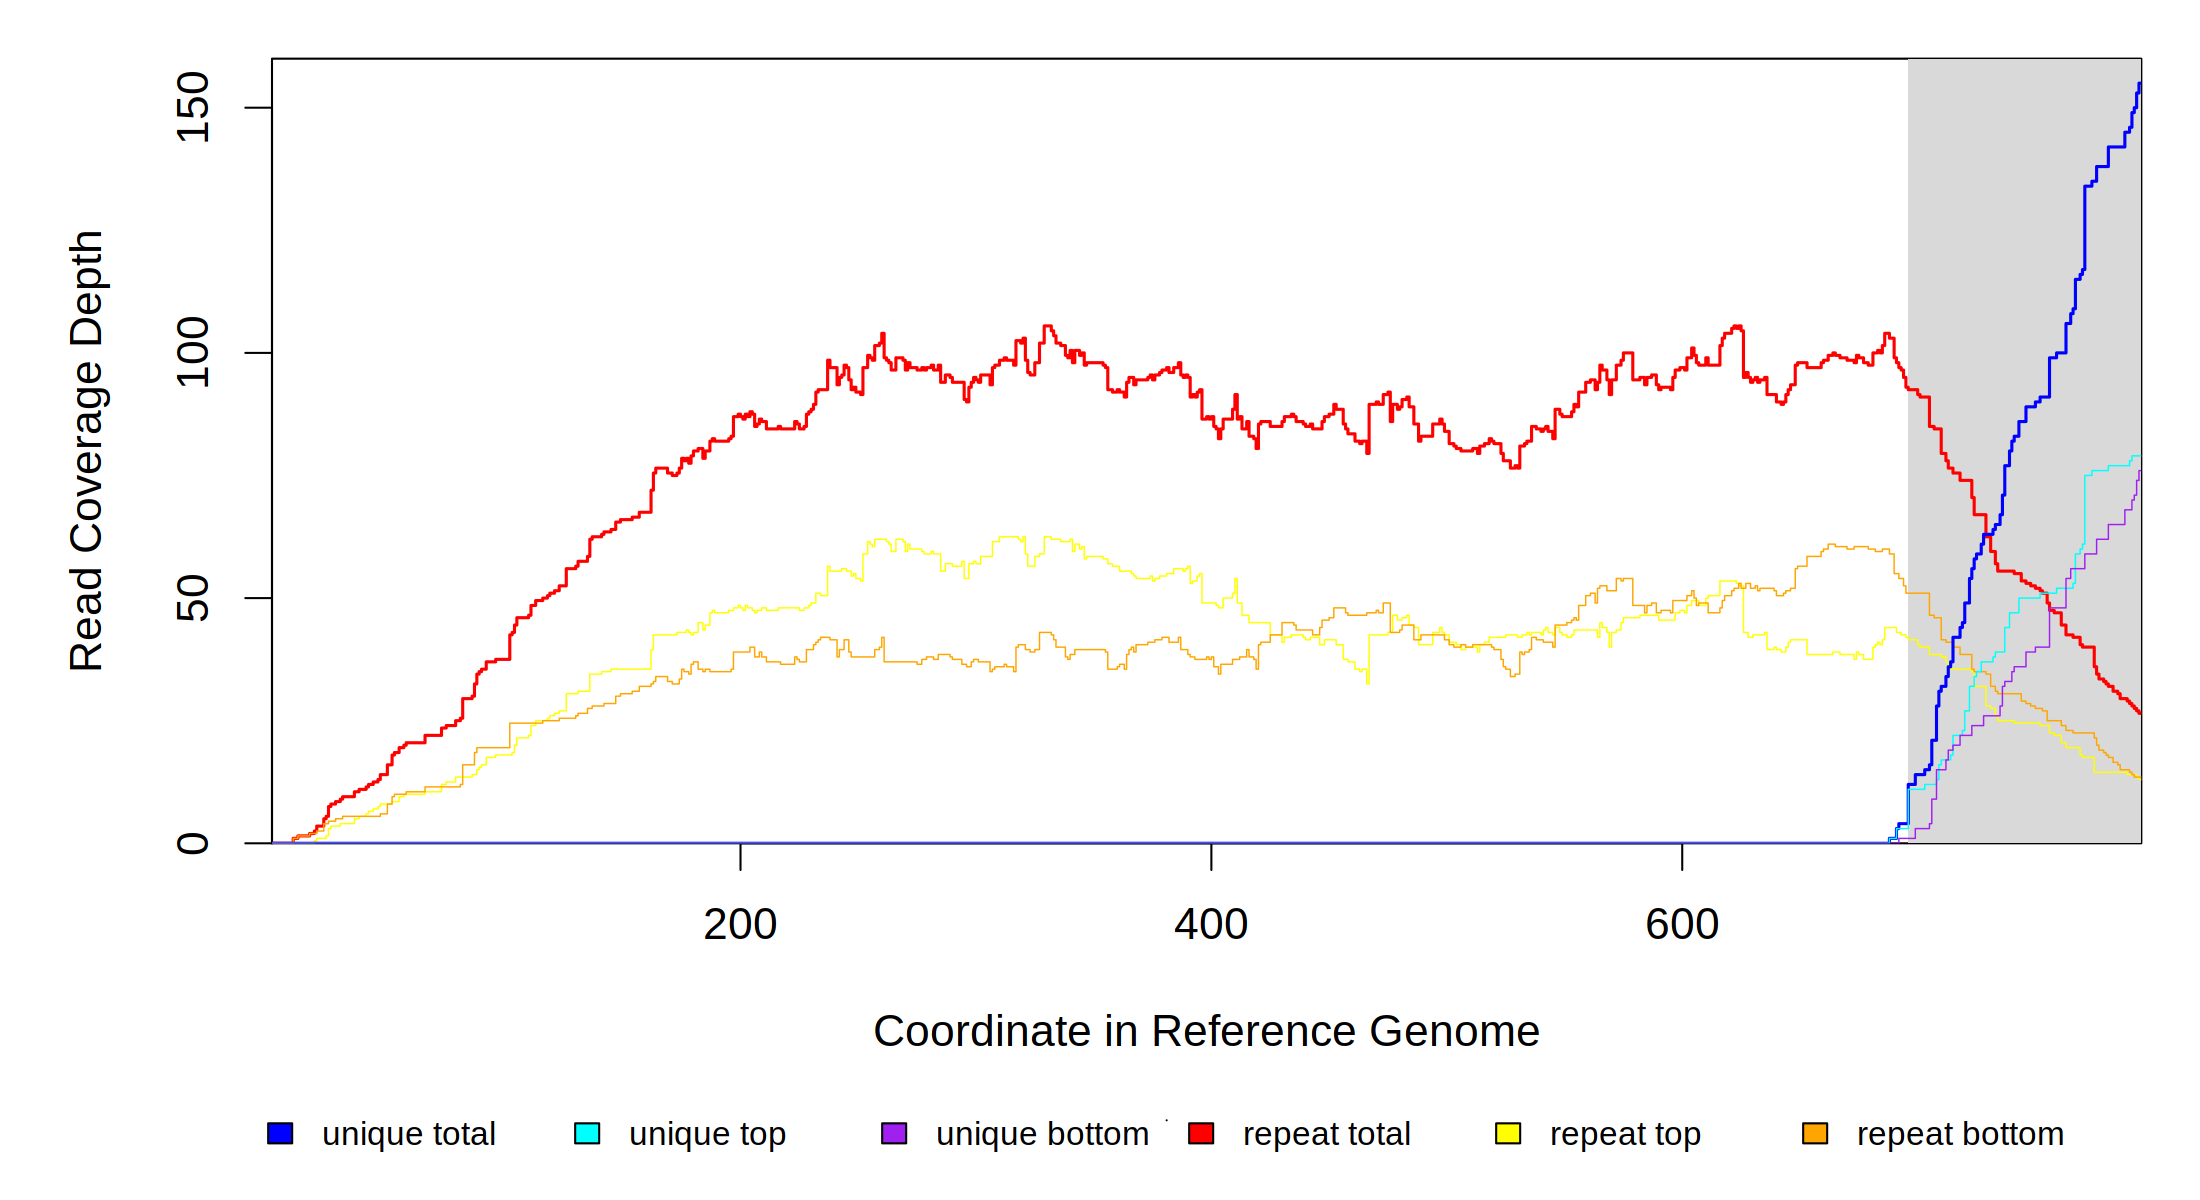 150
100
50
0
Read Coverage Depth
200 400 600
Coordinate in Reference Genome
unique total unique top unique bottom repeat total repeat top repeat bottom